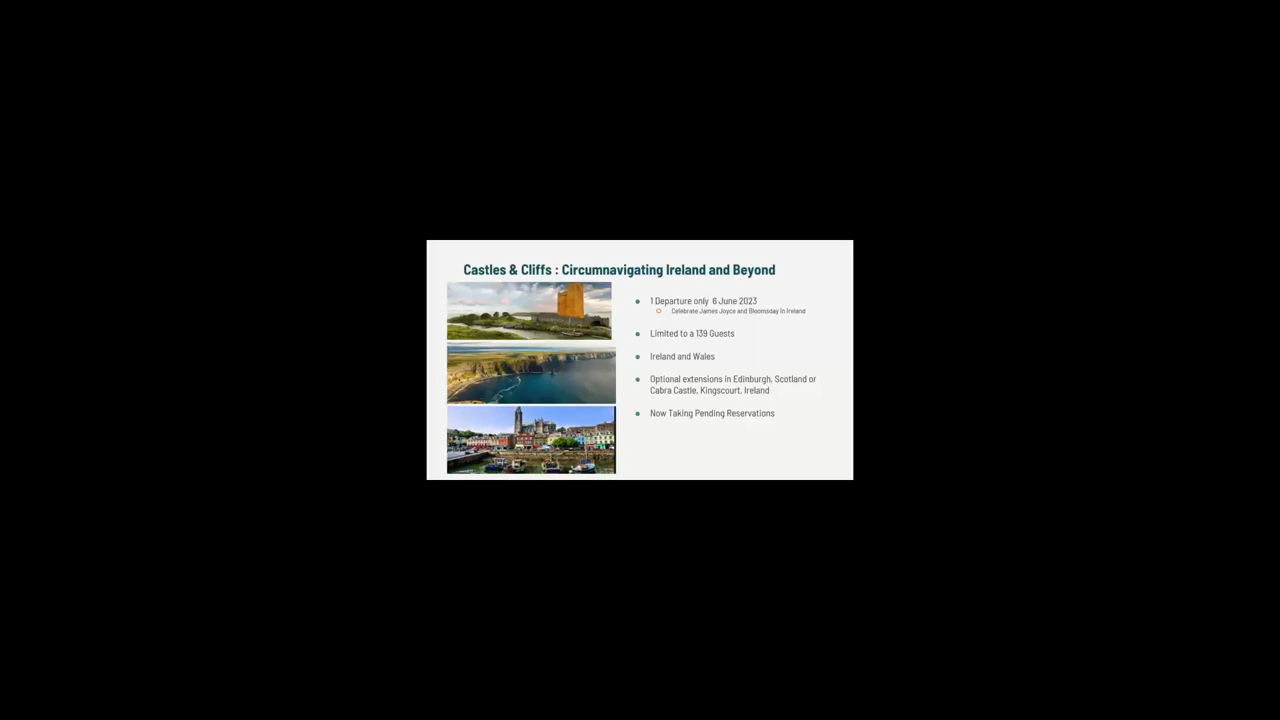 Castles & Cliffs : Circumnavigating Ireland and Beyond
1 Departure only 6 June 2023
Celebrate James Joyce and Bloomsday in Ireland
Limited to a 139 Guests
Ireland and Wales
Optional extensions in Edinburgh, Scotland or
Cabra Castle, Kingscourt, Ireland
Now Taking Pending Reservations